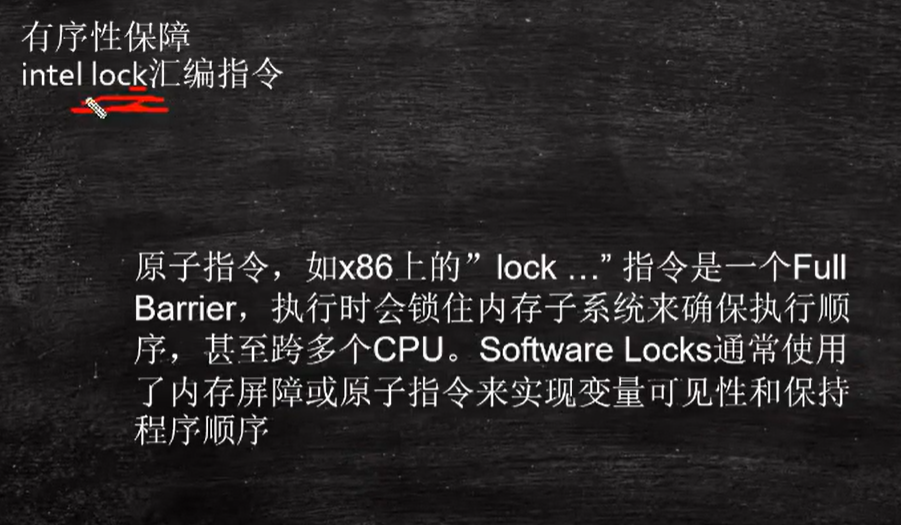 有序性保障
intel lock汇编指令
原子指令，如x86上的” lock …” 指令是一个Full
Barrier，执行时会锁住内存子系统来确保执行顺
序，甚至跨多个CPU。Software Locks通常使用
了内存屏障或原子指令来实现变量可见性和保持
程序顺序